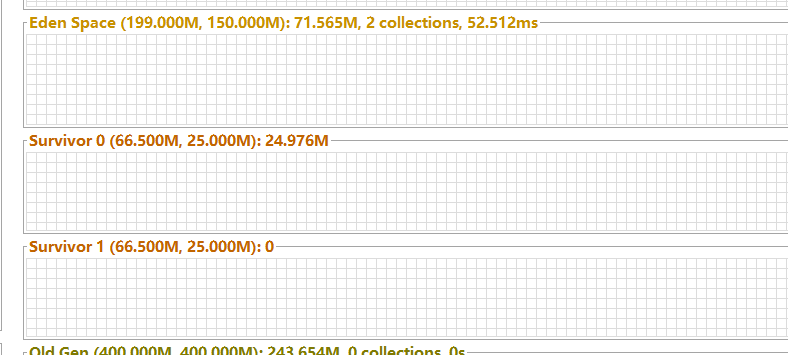 Eden Space (199.000M, 150.000M): 71.565M, 2 collections, 52.512ms
Survivor 0 (66.500M, 25.000M): 24.976M
Survivor 1 (66.500M, 25.000M): 0
Old Gen (400.000M, 400.000M): 243.654M, 0 collections, 0s